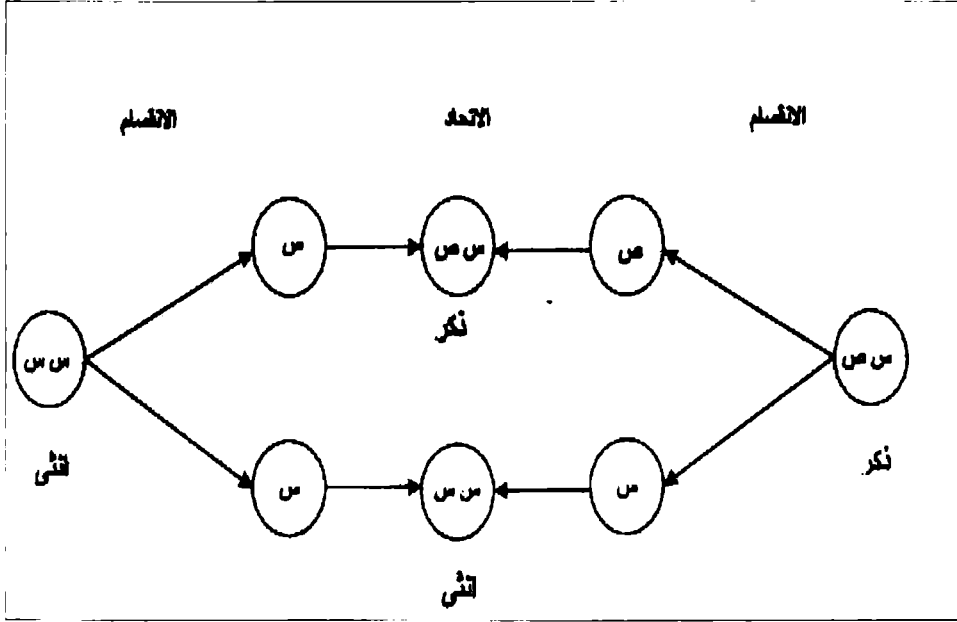 الانقسام الاتحاد الانقسام
ص س ص س
ذكر
س ص س س
ذكر أنثى
س س س س
أنثى